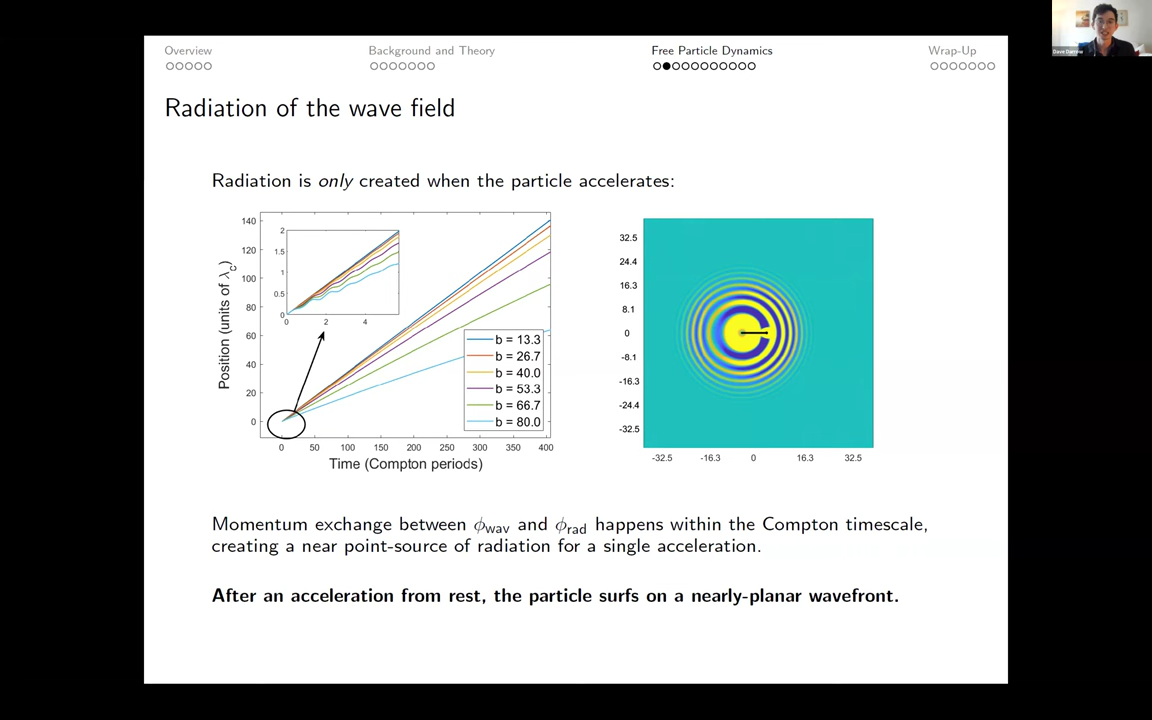 Overview Background and Theory Free Particle Dynamics Wrap-Up
Dave Darrow
Radiation of the wave field
Radiation is only created when the particle accelerates:
Position (units of λc)
140
120
100
80
60
40
20
0
2
1.5
1
0.5
0
0 2 4
b = 13.3
b = 26.7
b = 40.0
b = 53.3
b = 66.7
b = 80.0
0 50 100 150 200 250 300 350 400
Time (Compton periods)
32.5
24.4
16.3
8.1
0
-8.1
-16.3
-24.4
-32.5
-32.5 -16.3 0 16.3 32.5
Momentum exchange between ϕwav and ϕrad happens within the Compton timescale,
creating a near point-source of radiation for a single acceleration.
After an acceleration from rest, the particle surfs on a nearly-planar wavefront.